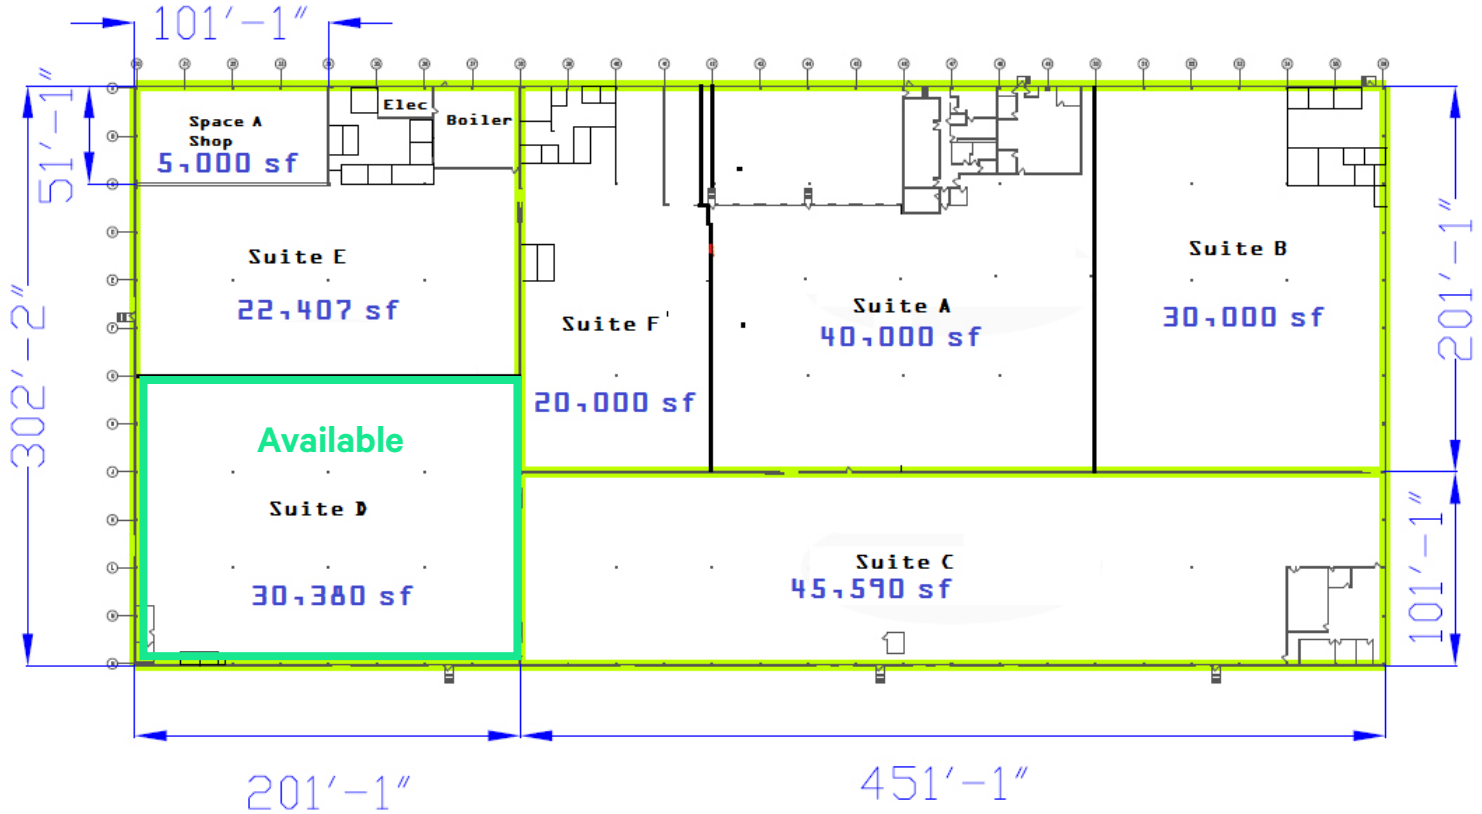 101'-1"
51'-1"
302'-2"
201'-1"
101'-1"
Space A
Shop
5,000 sf
Elec
Boiler
Suite E
22,407 sf
Suite F'
20,000 sf
Suite A
40,000 sf
Suite B
30,000 sf
Available
Suite D
30,380 sf
Suite C
45,590 sf
201'-1"
451'-1"